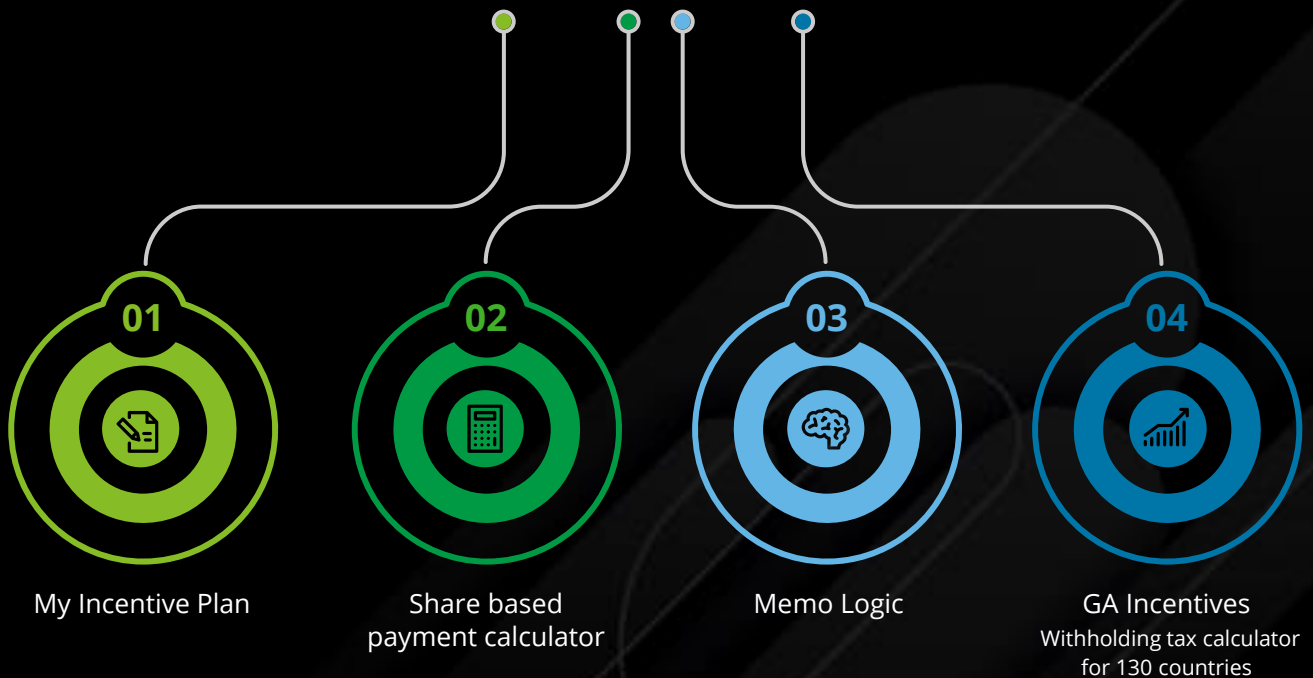 01
02
03
04
My Incentive Plan
Share based
payment calculator
Memo Logic
GA Incentives
Withholding tax calculator
for 130 countries